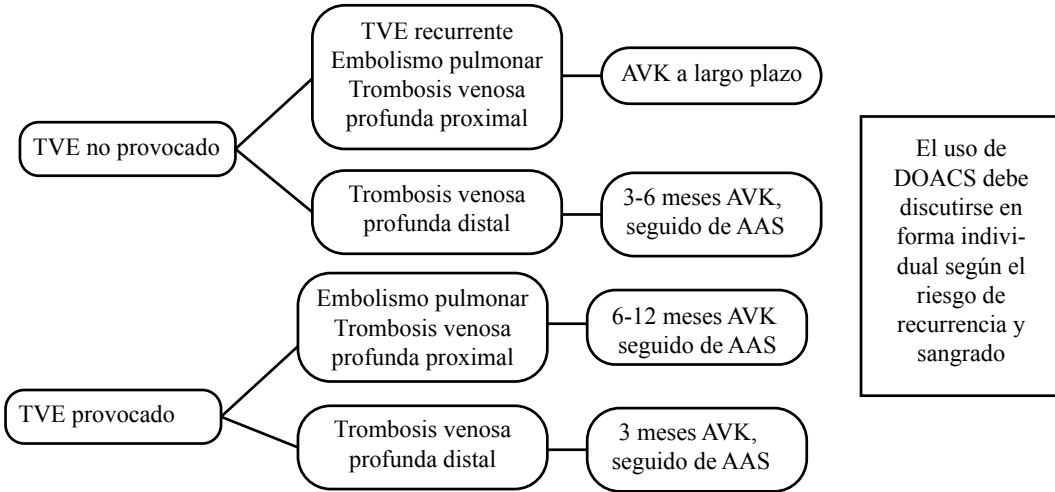 TVE no provocado
TVE recurrente
Embolismo pulmonar
Trombosis venosa
profunda proximal
AVK a largo plazo
Trombosis venosa
profunda distal
3-6 meses AVK,
seguido de AAS
TVE provocado
Embolismo pulmonar
Trombosis venosa
profunda proximal
6-12 meses AVK
seguido de AAS
Trombosis venosa
profunda distal
3 meses AVK,
seguido de AAS
El uso de
DOACS debe
discutirse en
forma indivi-
dual según el
riesgo de
recurrencia y
sangrado